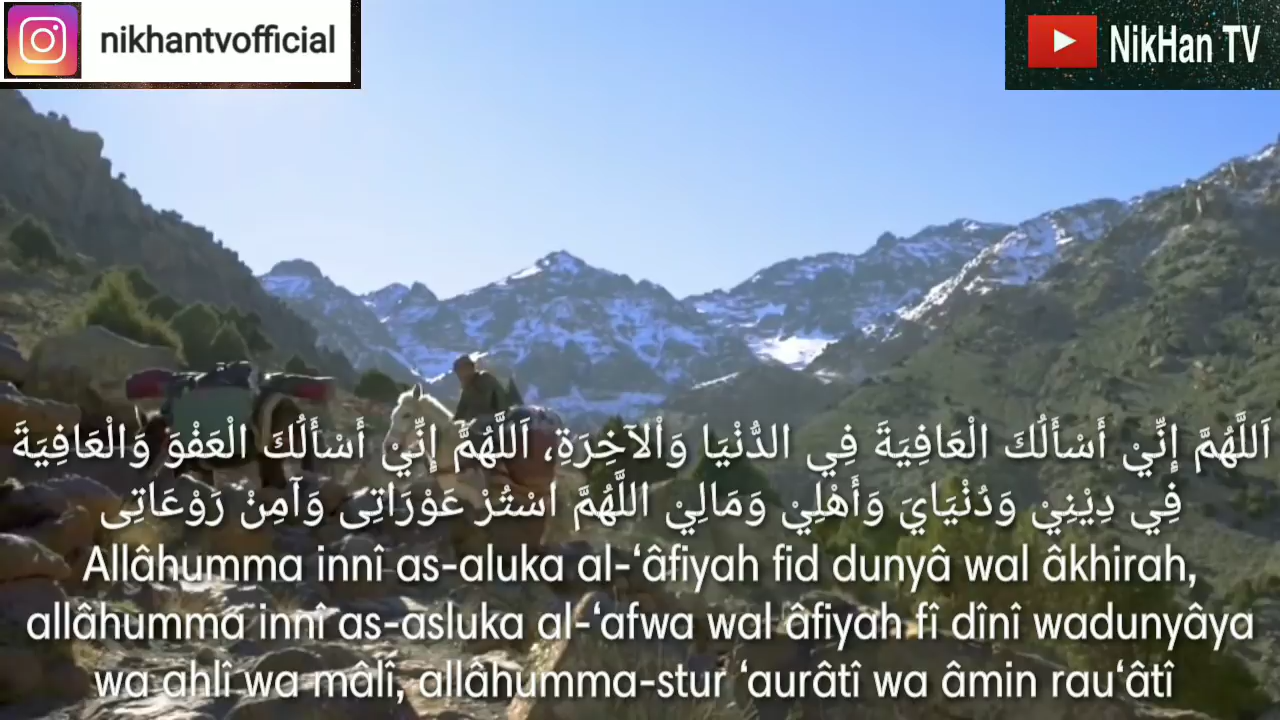 nikhantvofficial
NikHan TV
اَللَّهُمَّ إِنِّيْ أَسْأَلُكَ الْعَافِيَةَ فِي الدُّنْيَا وَاْلآخِرَةِ، اَللَّهُمَّ إِنِّيْ أَسْأَلُكَ الْعَفْوَ وَالْعَافِيَةَ
فِي دِيْنِيْ وَدُنْيَايَ وَأَهْلِيْ وَمَالِيْ اللَّهُمَّ اسْتُرْ عَوْرَاتِى وَآمِنْ رَوْعَاتِى
Allâhumma innî as-aluka al-‘âfiyah fid dunyâ wal âkhirah,
allâhumma innî as-asluka al-‘afwa wal âfiyah fî dînî wadunyâya
wa ahlî wa mâlî, allâhumma-stur ‘aurâtî wa âmin rau‘âtî